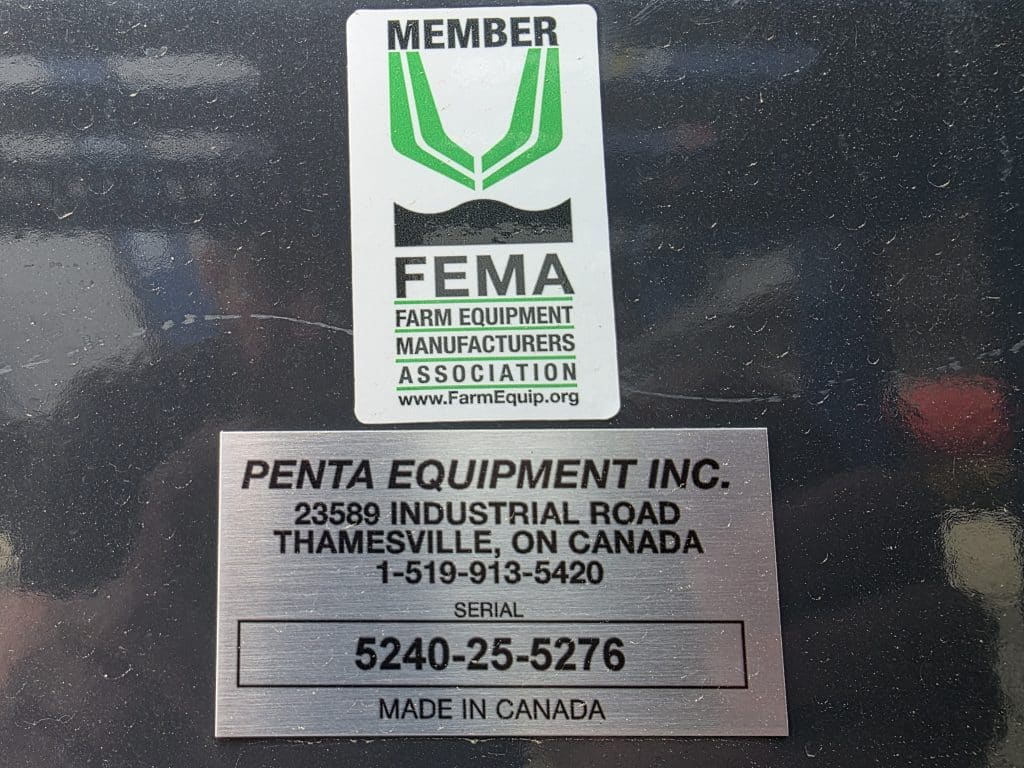 MEMBER
FEMA
FARM EQUIPMENT
MANUFACTURERS
ASSOCIATION
www.FarmEquip.org
PENTA EQUIPMENT INC.
23589 INDUSTRIAL ROAD
THAMESVILLE, ON CANADA
1-519-913-5420
SERIAL
5240-25-5276
MADE IN CANADA